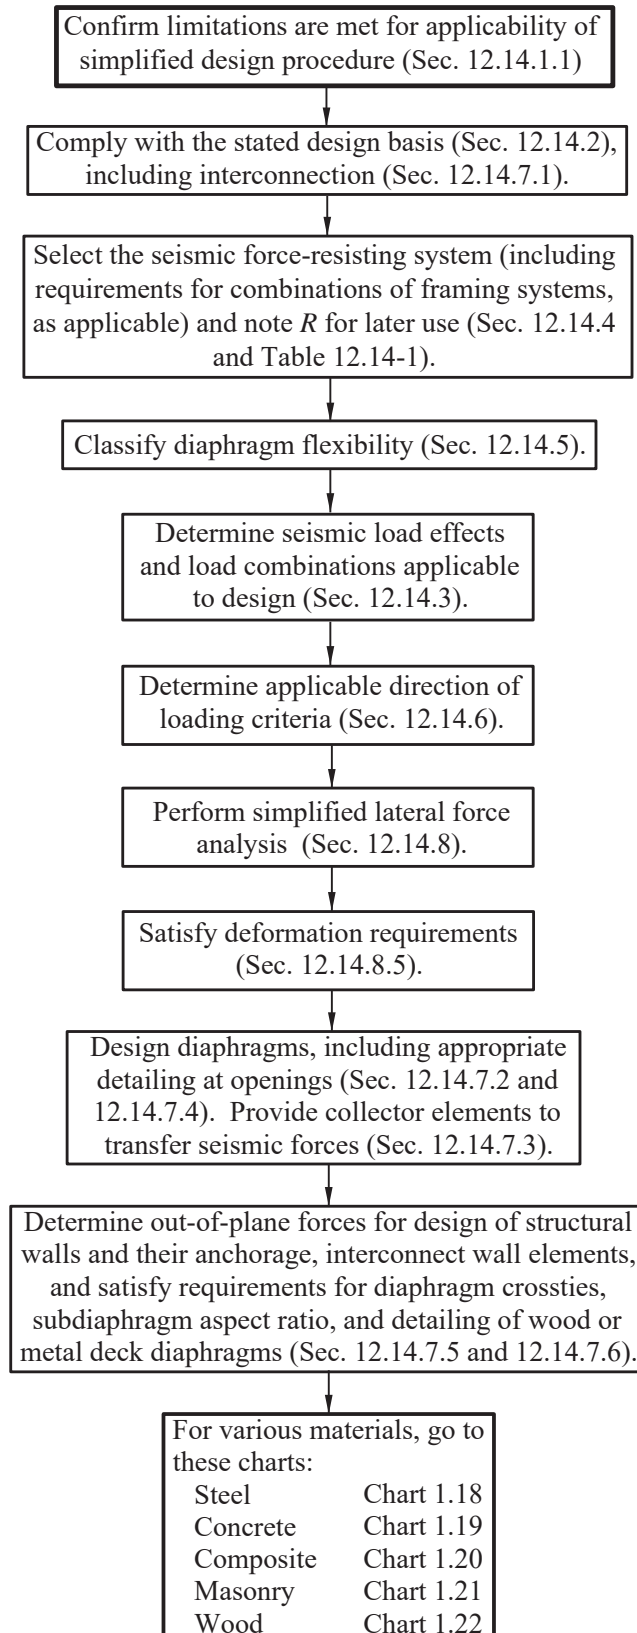 Confirm limitations are met for applicability of
simplified design procedure (Sec. 12.14.1.1)
Comply with the stated design basis (Sec. 12.14.2),
including interconnection (Sec. 12.14.7.1).
Select the seismic force-resisting system (including
requirements for combinations of framing systems,
as applicable) and note R for later use (Sec. 12.14.4
and Table 12.14-1).
Classify diaphragm flexibility (Sec. 12.14.5).
Determine seismic load effects
and load combinations applicable
to design (Sec. 12.14.3).
Determine applicable direction of
loading criteria (Sec. 12.14.6).
Perform simplified lateral force
analysis (Sec. 12.14.8).
Satisfy deformation requirements
(Sec. 12.14.8.5).
Design diaphragms, including appropriate
detailing at openings (Sec. 12.14.7.2 and
12.14.7.4). Provide collector elements to
transfer seismic forces (Sec. 12.14.7.3).
Determine out-of-plane forces for design of structural
walls and their anchorage, interconnect wall elements,
and satisfy requirements for diaphragm crossties,
subdiaphragm aspect ratio, and detailing of wood or
metal deck diaphragms (Sec. 12.14.7.5 and 12.14.7.6).
For various materials, go to
these charts:
Steel Chart 1.18
Concrete Chart 1.19
Composite Chart 1.20
Masonry Chart 1.21
Wood Chart 1.22